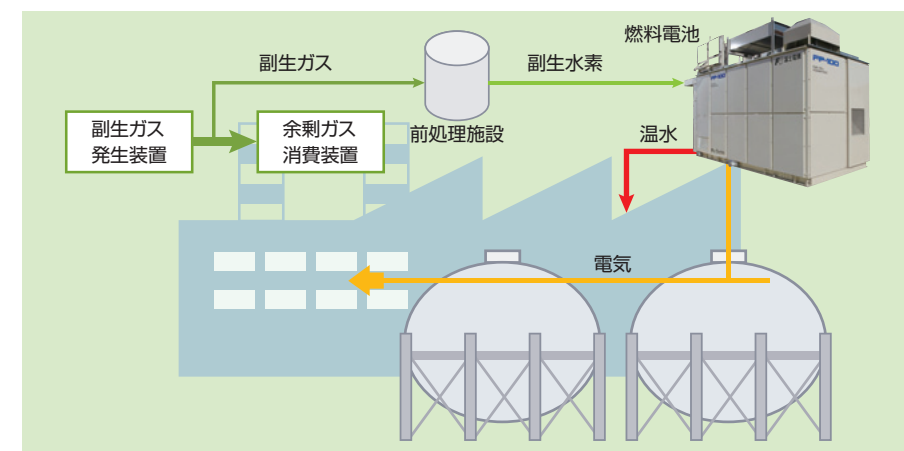 燃料電池
副生ガス
副生水素
副生ガス
発生装置
余剰ガス
消費装置
前処理施設
温水
電気